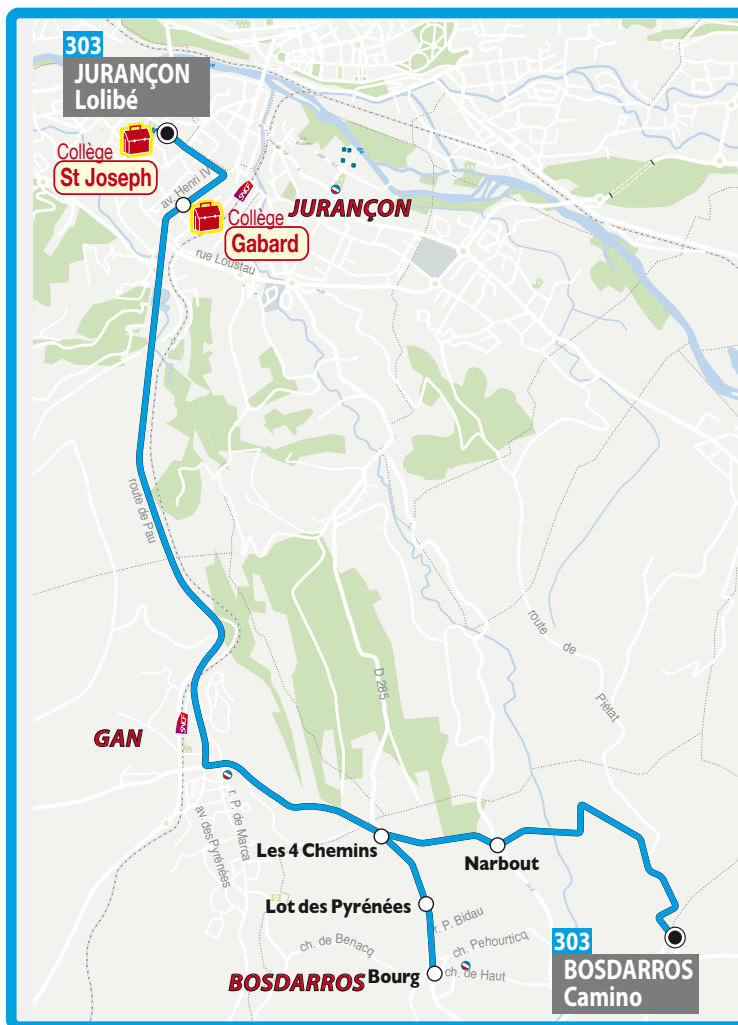 303
JURANÇON
Lolibé
Collège
St Joseph
av. Henri IV
SNCF
JURANÇON
Collège
Gabard
rue Loustau
route de Pau
route de Piétat
D 285
SNCF
GAN
r. P. de Marca
av. des Pyrénées
Les 4 Chemins
Narbout
Lot des Pyrénées
r. P. Bidau
ch. de Benacq
ch. Pehourticq
303
BOSDARROS
Camino
BOSDARROS
Bourg
ch. de Haut